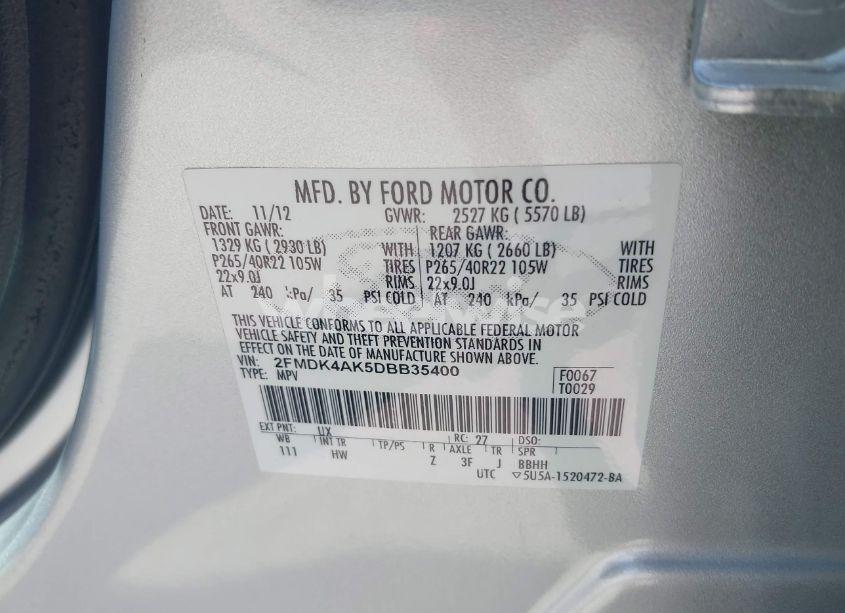 MFD. BY FORD MOTOR CO.
DATE: 11/12 GVWR: 2527 KG ( 5570 LB)
FRONT GAWR: REAR GAWR:
1329 KG ( 2930 LB) WITH 1207 KG ( 2660 LB) WITH
P265/40R22 105W TIRES P265/40R22 105W TIRES
22x9.0J RIMS 22x9.0J RIMS
AT 240 kPa/ 35 PSI COLD AT 240 kPa/ 35 PSI COLD
THIS VEHICLE CONFORMS TO ALL APPLICABLE FEDERAL MOTOR
VEHICLE SAFETY AND THEFT PREVENTION STANDARDS IN
EFFECT ON THE DATE OF MANUFACTURE SHOWN ABOVE.
VIN: 2FMDK4AK5DBB35400
TYPE: MPV
F0067
T0029
EXT PNT: UX RC: 27 DSO:
WB INT TR TP/PS R AXLE TR SPR
111 HW Z 3F J BBHH
UTC ▽5U5A-1520472-BA